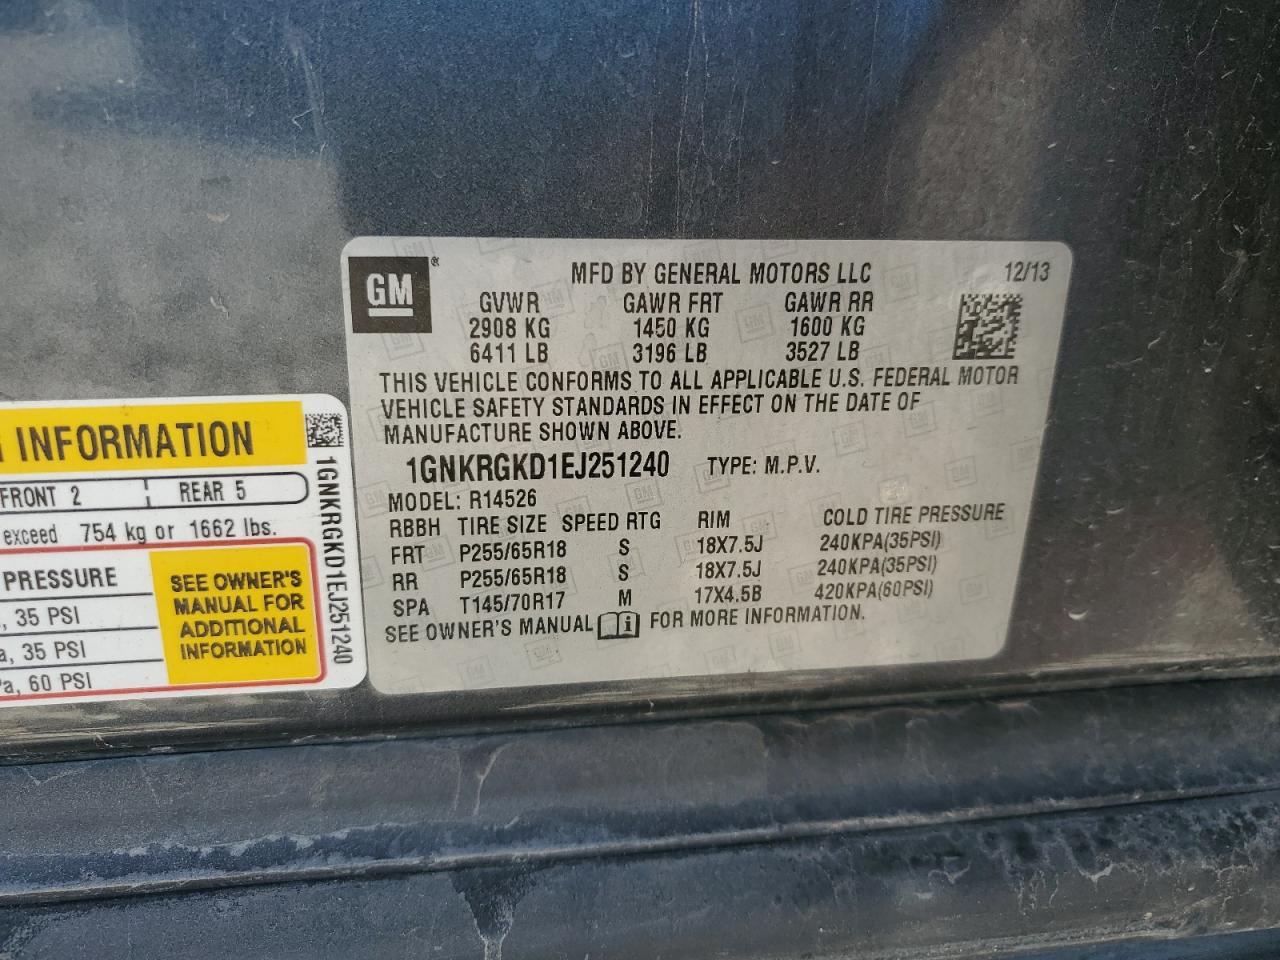 GM®
MFD BY GENERAL MOTORS LLC 12/13
GVWR GAWR FRT GAWR RR
2908 KG 1450 KG 1600 KG
6411 LB 3196 LB 3527 LB
THIS VEHICLE CONFORMS TO ALL APPLICABLE U.S. FEDERAL MOTOR
VEHICLE SAFETY STANDARDS IN EFFECT ON THE DATE OF
MANUFACTURE SHOWN ABOVE.
1GNKRGKD1EJ251240 TYPE: M.P.V.
MODEL: R14526
RBBH TIRE SIZE SPEED RTG RIM COLD TIRE PRESSURE
FRT P255/65R18 S 18X7.5J 240KPA(35PSI)
RR P255/65R18 S 18X7.5J 240KPA(35PSI)
SPA T145/70R17 M 17X4.5B 420KPA(60PSI)
SEE OWNER'S MANUAL FOR MORE INFORMATION.
INFORMATION
FRONT 2 REAR 5
exceed 754 kg or 1662 lbs.
PRESSURE
, 35 PSI
a, 35 PSI
Pa, 60 PSI
SEE OWNER'S
MANUAL FOR
ADDITIONAL
INFORMATION
1GNKRGKD1EJ251240